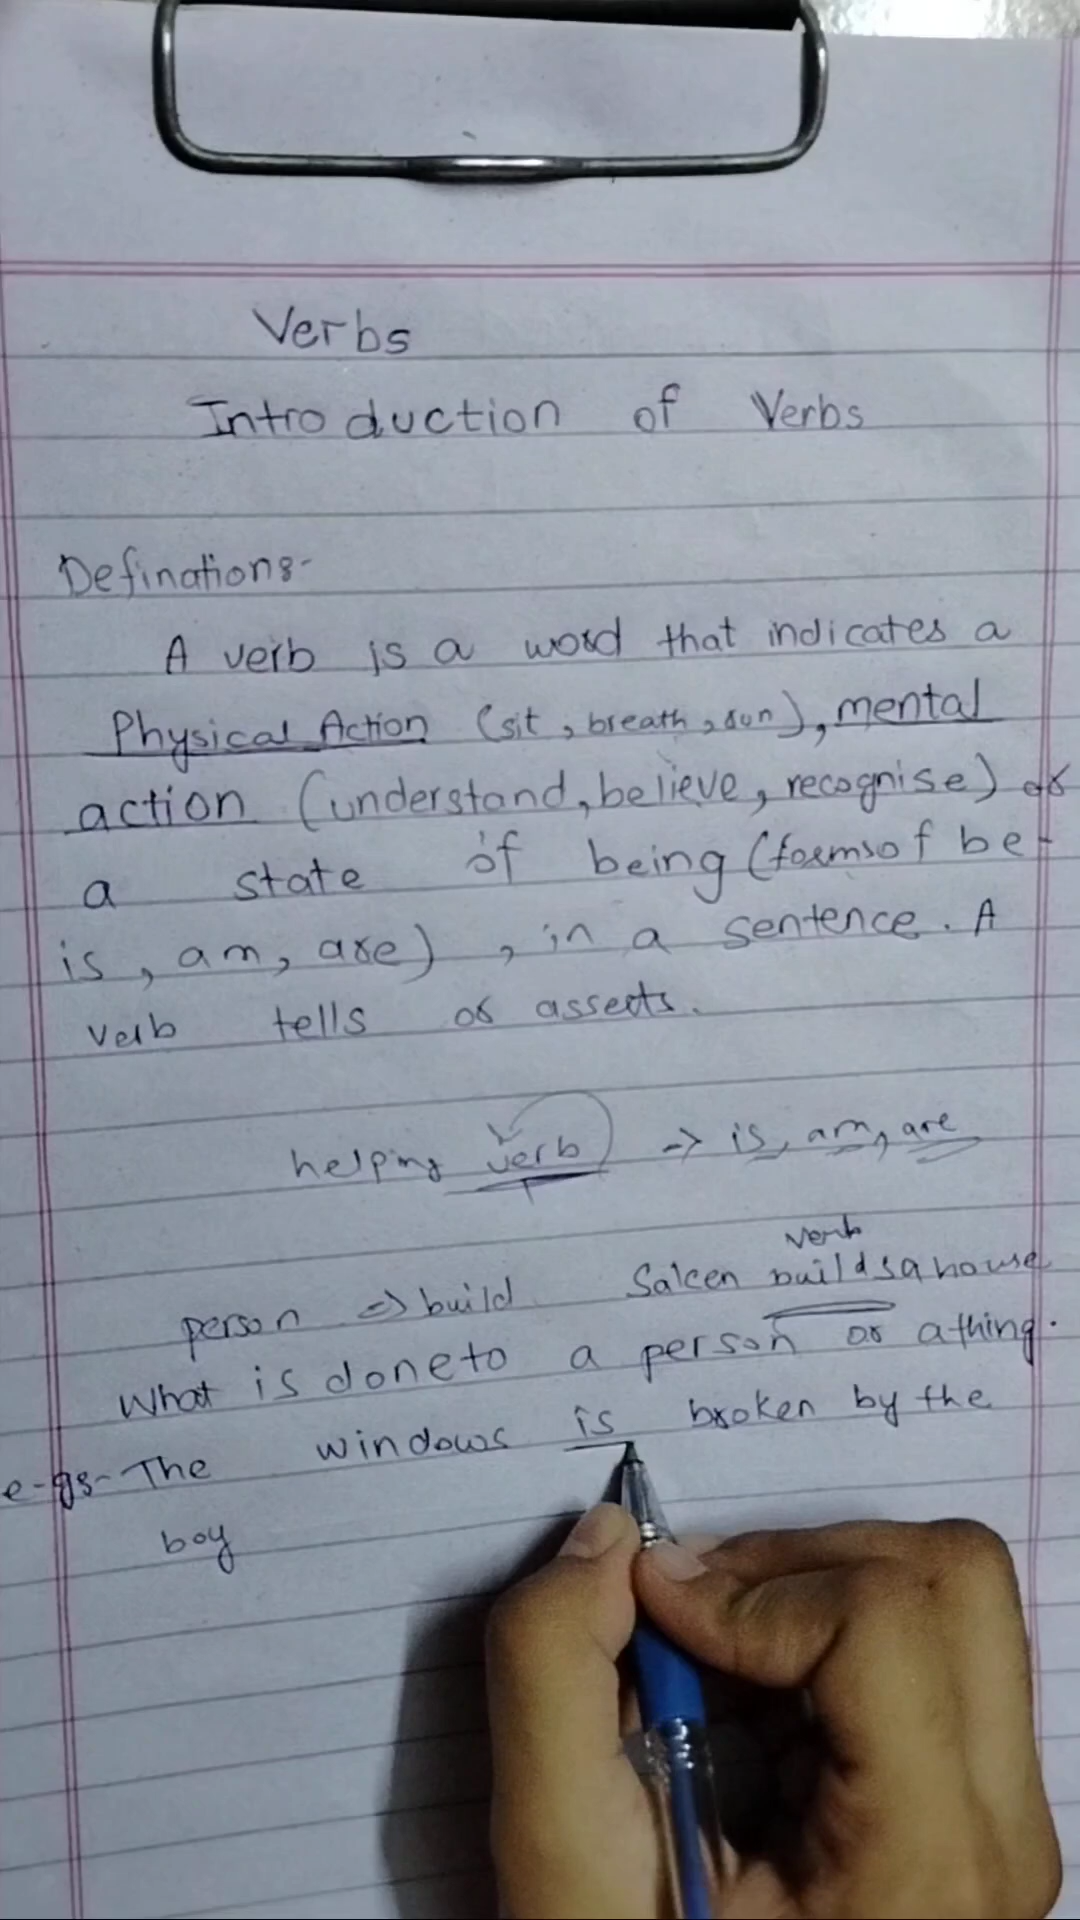 Verbs
Introduction of Verbs
Definations-
A verb is a word that indicates a
Physical Action (sit, breath, run), mental
action (understand, believe, recognise) or
a state of being (forms of be-
is, am, are), in a sentence. A
verb tells or asserts.
helping verb -> is, am, are
verb
person => build Saleen builds a house
What is done to a person or a thing.
e-gs- The windows is broken by the
boy